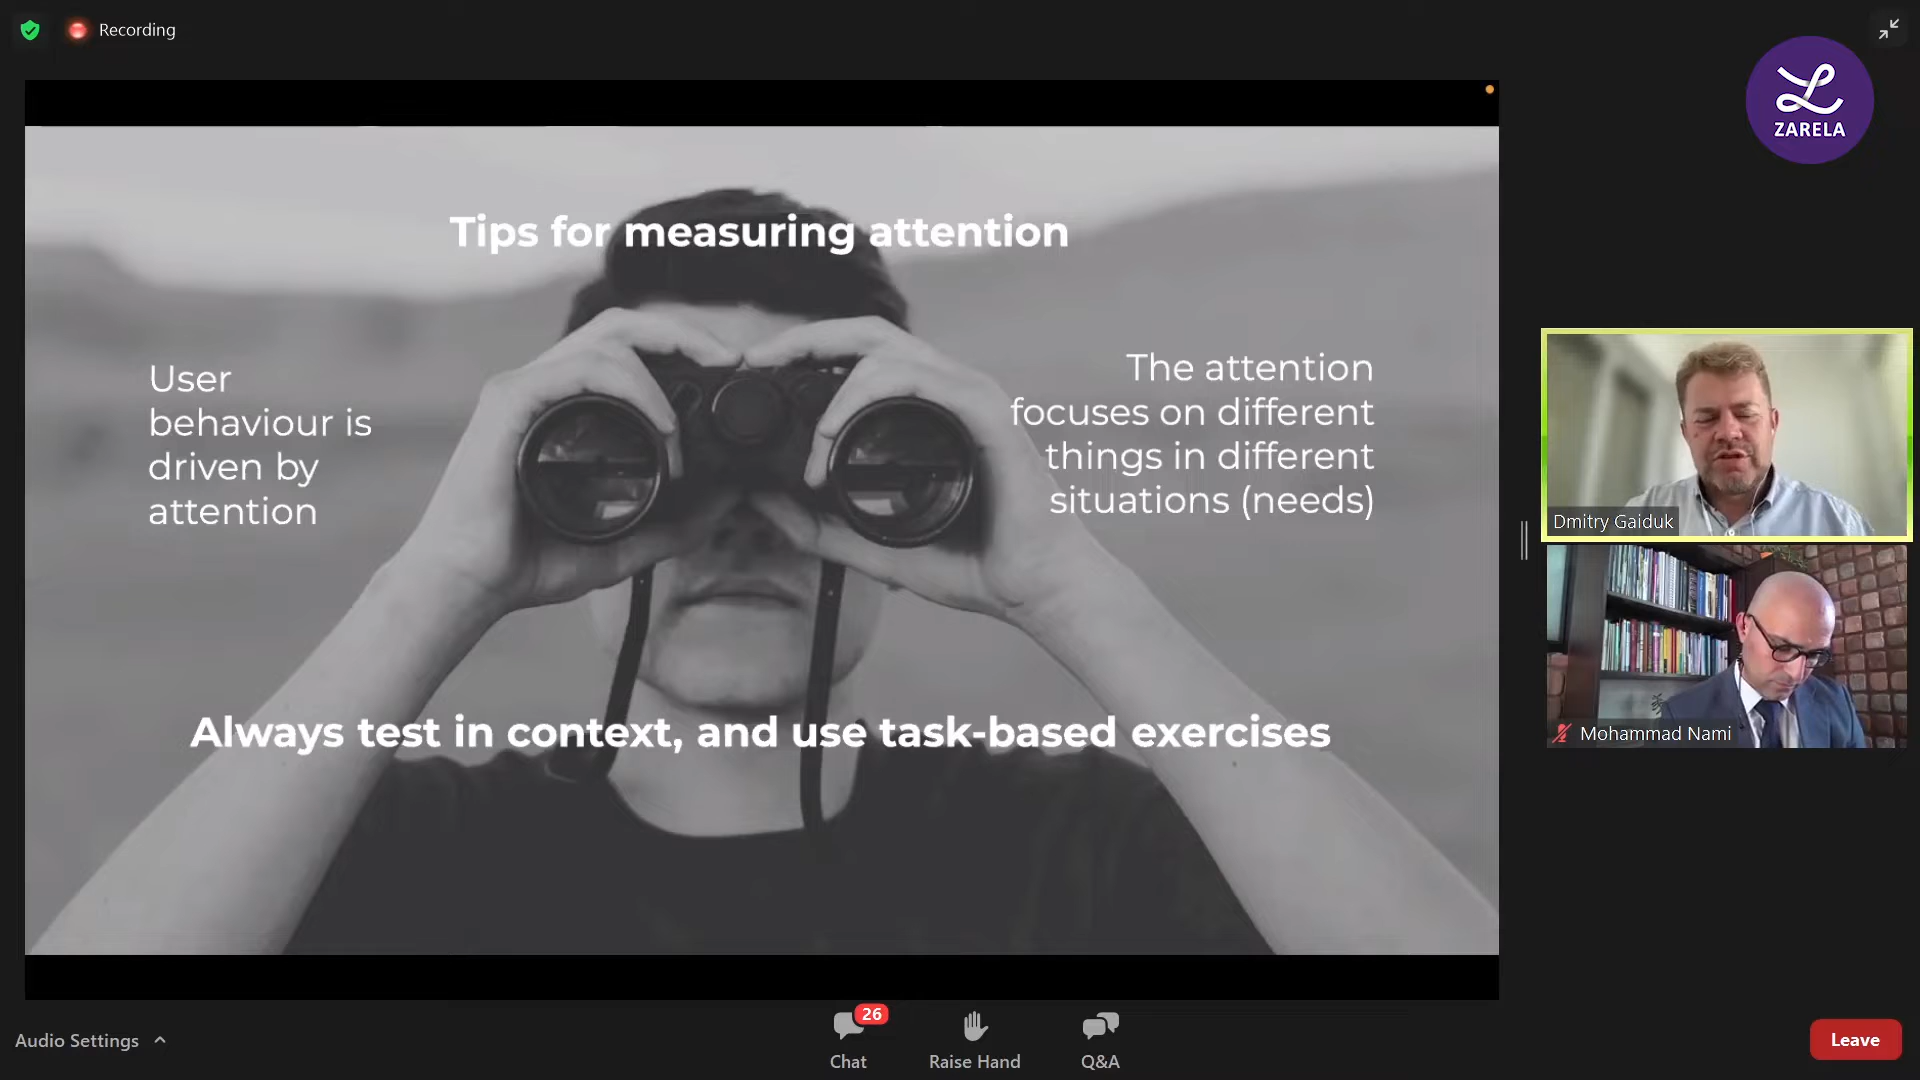 Recording
ZARELA
Tips for measuring attention
User
behaviour is
driven by
attention
The attention
focuses on different
things in different
situations (needs)
Always test in context, and use task-based exercises
Dmitry Gaiduk
Mohammad Nami
Audio Settings
26
Chat
Raise Hand
Q&A
Leave